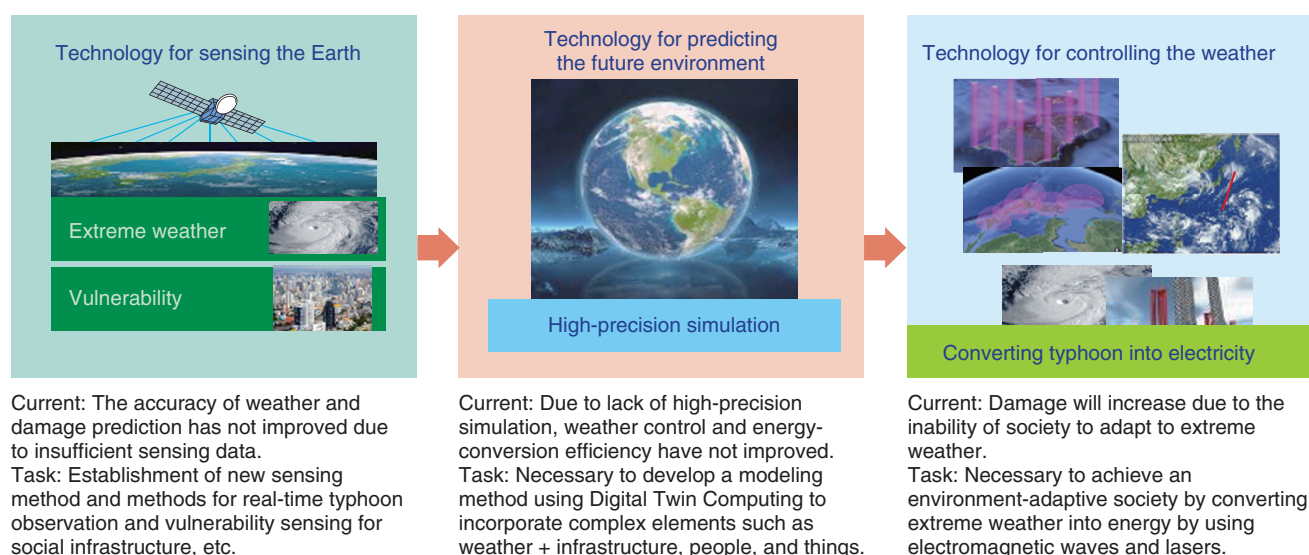 Technology for sensing the Earth
Extreme weather
Vulnerability
Current: The accuracy of weather and
damage prediction has not improved due
to insufficient sensing data.
Task: Establishment of new sensing
method and methods for real-time typhoon
observation and vulnerability sensing for
social infrastructure, etc.
Technology for predicting
the future environment
High-precision simulation
Current: Due to lack of high-precision
simulation, weather control and energy-
conversion efficiency have not improved.
Task: Necessary to develop a modeling
method using Digital Twin Computing to
incorporate complex elements such as
weather + infrastructure, people, and things.
Technology for controlling the weather
Converting typhoon into electricity
Current: Damage will increase due to the
inability of society to adapt to extreme
weather.
Task: Necessary to achieve an
environment-adaptive society by converting
extreme weather into energy by using
electromagnetic waves and lasers.